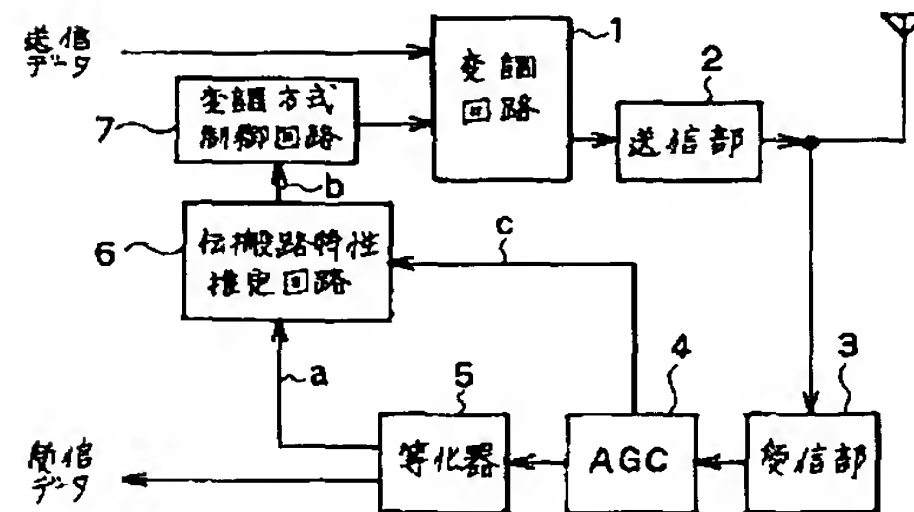 送信
データ
変調
回路
1
2
送信部
7
変調方式
制御回路
b
6
伝搬路特性
推定回路
c
a
5
4
3
等化器
AGC
受信部
受信
データ